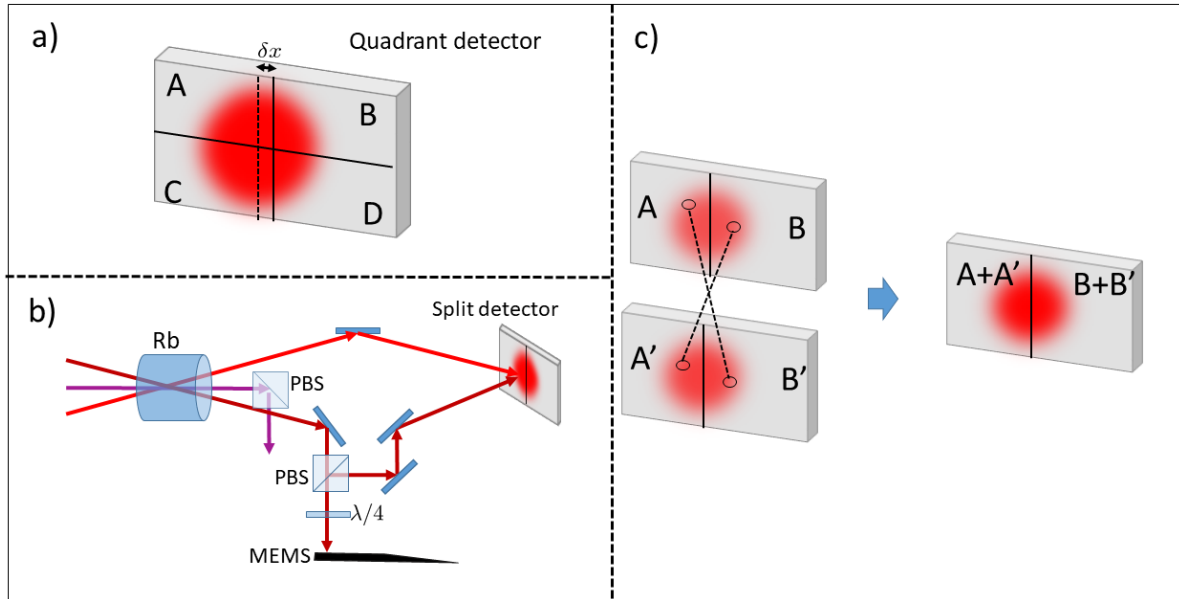 a)
Quadrant detector
δx
A
B
C
D
b)
Rb
Split detector
PBS
PBS
λ/4
MEMS
c)
A
B
A'
B'
A+A'
B+B'